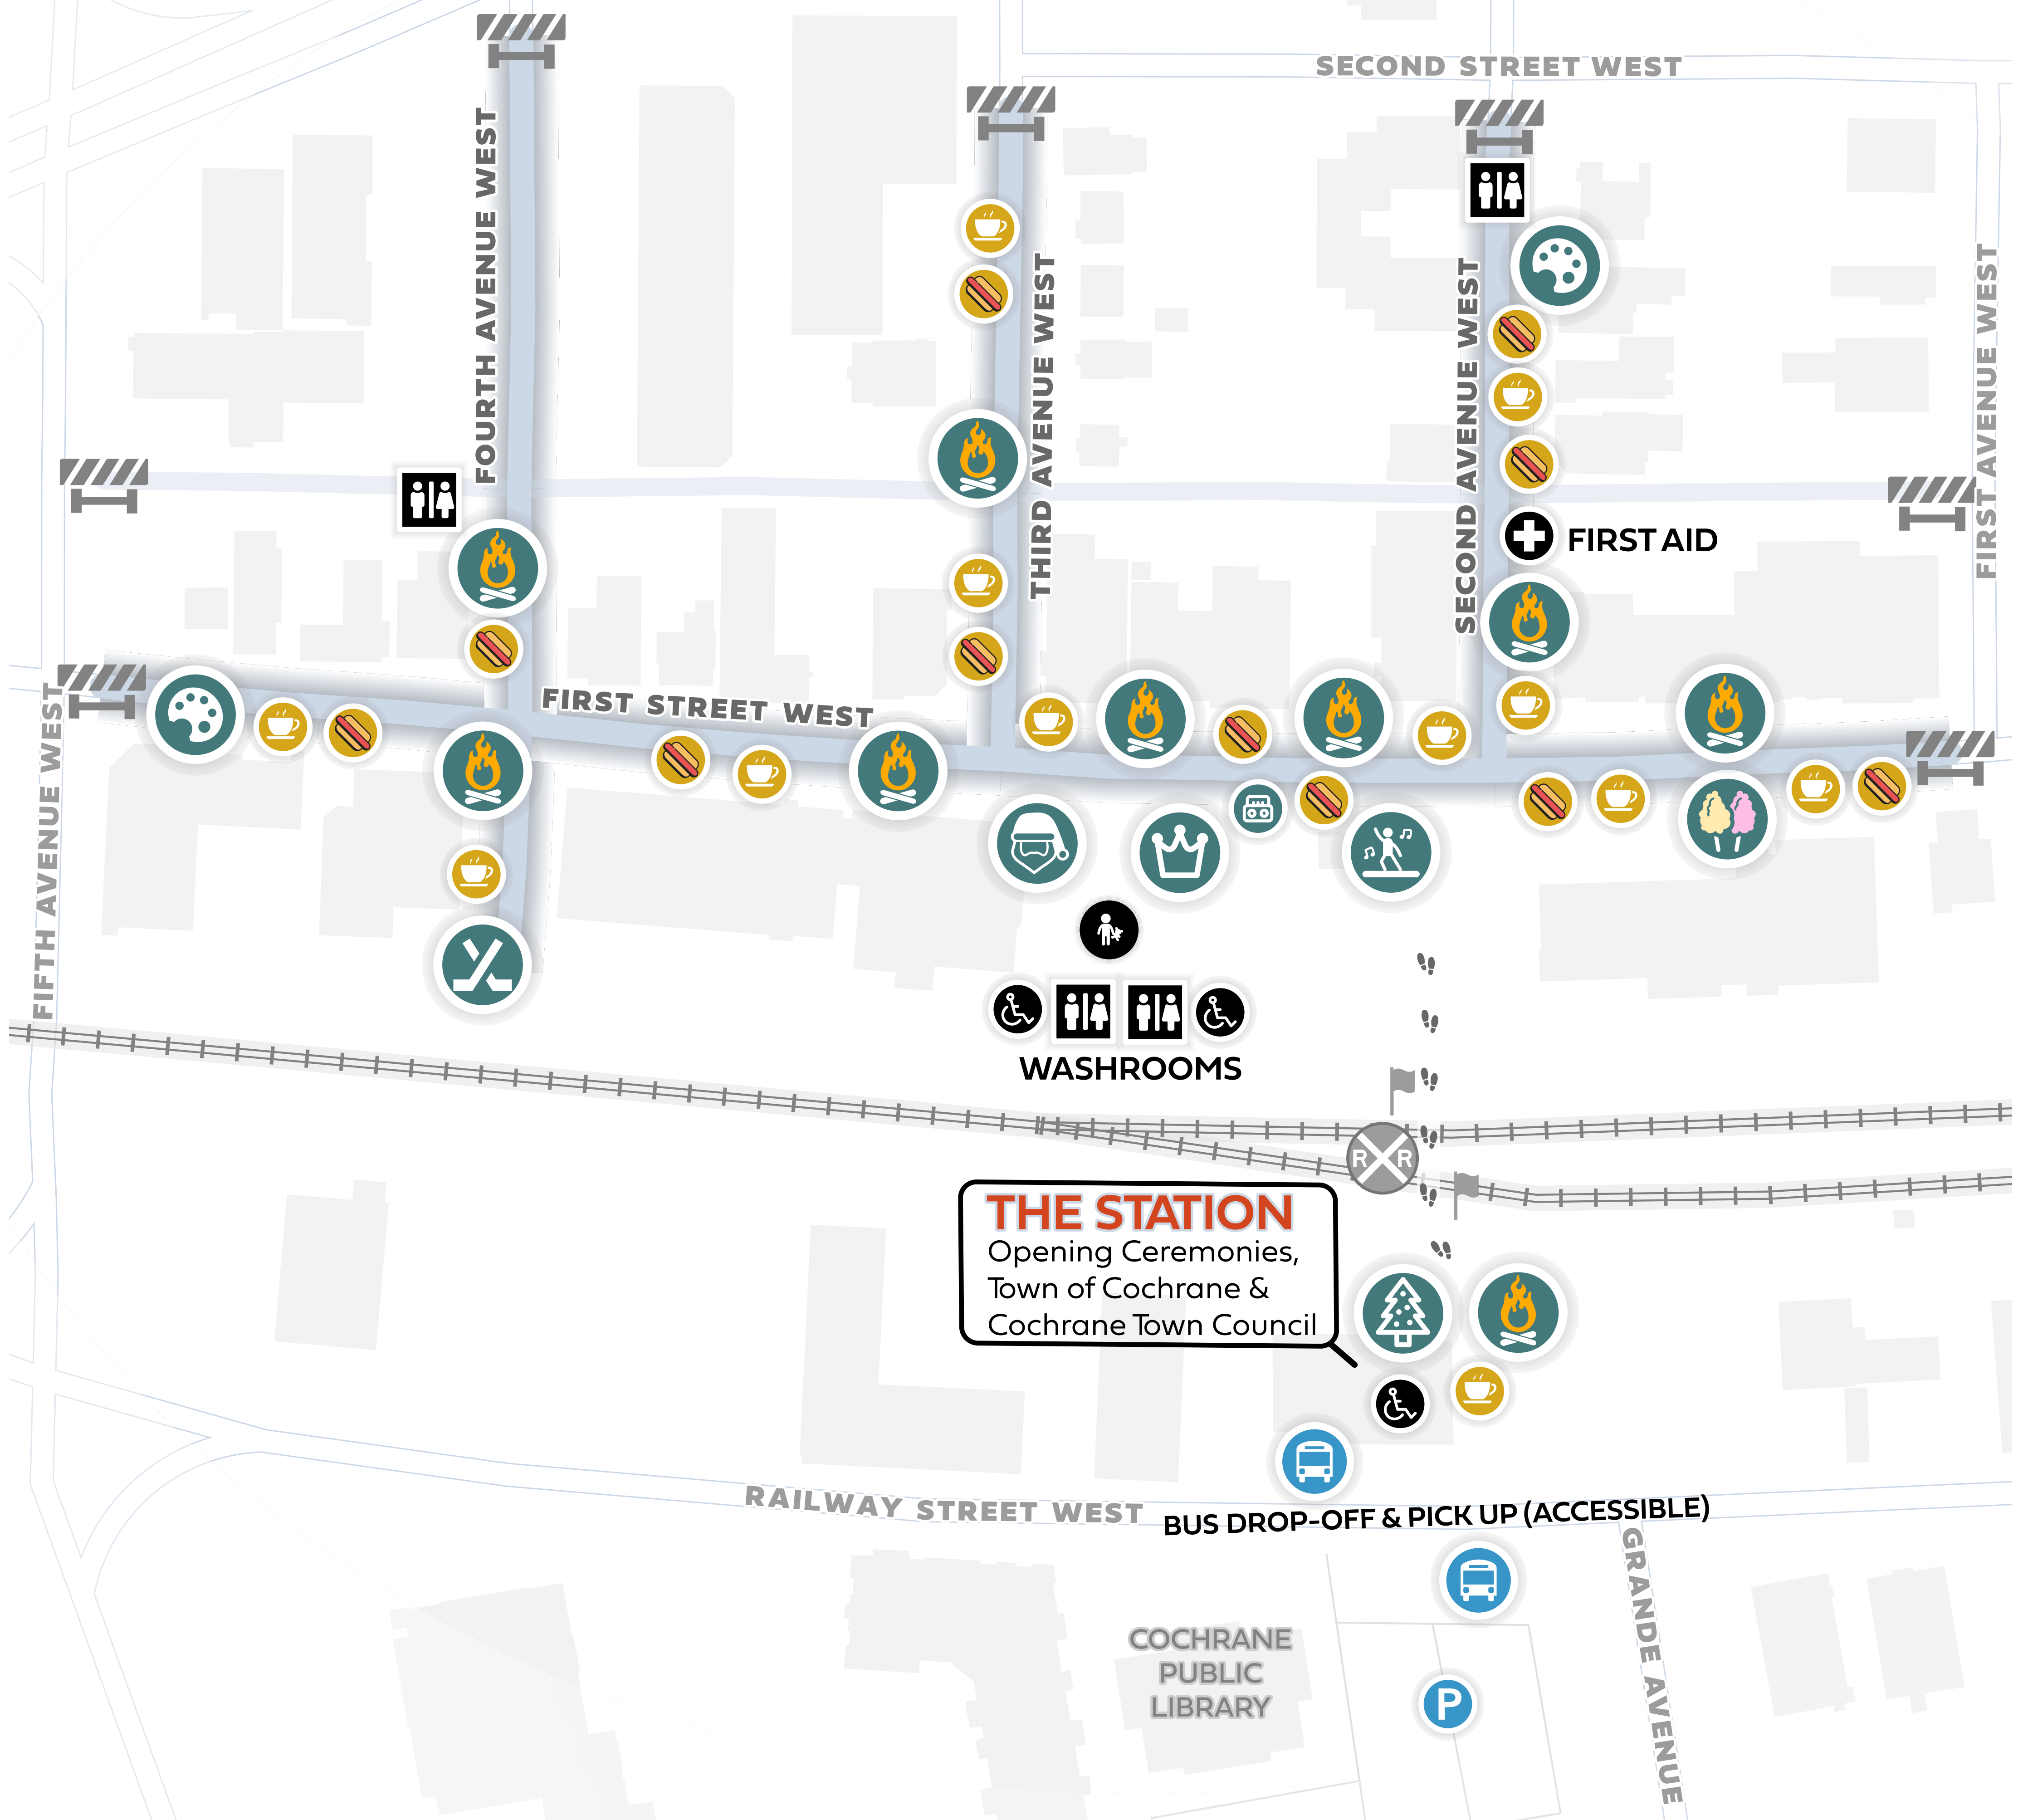 SECOND STREET WEST
FOURTH AVENUE WEST
THIRD AVENUE WEST
SECOND AVENUE WEST
FIRST AVENUE WEST
FIRST AID
FIRST STREET WEST
FIFTH AVENUE WEST
WASHROOMS
R R
THE STATION
Opening Ceremonies,
Town of Cochrane &
Cochrane Town Council
RAILWAY STREET WEST
BUS DROP-OFF & PICK UP (ACCESSIBLE)
GRANDE AVENUE
COCHRANE
PUBLIC
LIBRARY
P